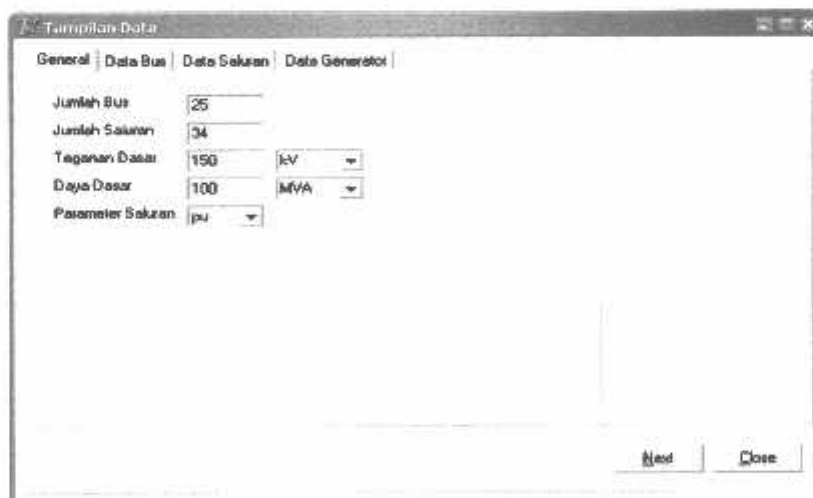 Tampilan Data
General Data Bus Data Saluran Data Generator
Jumlah Bus 25
Jumlah Saluran 34
Tegangan Dasar 150 kV
Daya Dasar 100 MVA
Parameter Saluran pu
Next Close